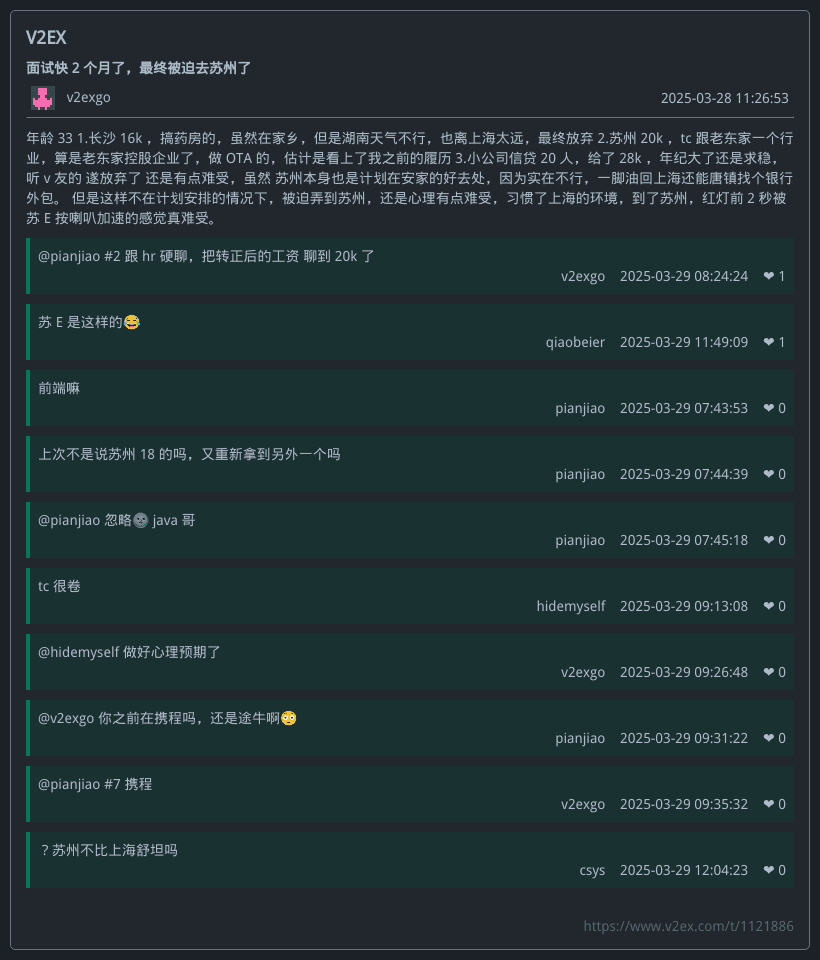 V2EX
面试快 2 个月了，最终被迫去苏州了
v2exgo 2025-03-28 11:26:53
年龄 33 1.长沙 16k ，搞药房的，虽然在家乡，但是湖南天气不行，也离上海太远，最终放弃 2.苏州 20k ，tc 跟老东家一个行
业，算是老东家控股企业了，做 OTA 的，估计是看上了我之前的履历 3.小公司信贷 20 人，给了 28k ，年纪大了还是求稳，
听 v 友的 遂放弃了 还是有点难受，虽然 苏州本身也是计划在安家的好去处，因为实在不行，一脚油回上海还能唐镇找个银行
外包。 但是这样不在计划安排的情况下，被迫弄到苏州，还是心理有点难受，习惯了上海的环境，到了苏州，红灯前 2 秒被
苏 E 按喇叭加速的感觉真难受。
@pianjiao #2 跟 hr 硬聊，把转正后的工资 聊到 20k 了
v2exgo 2025-03-29 08:24:24 ❤ 1
苏 E 是这样的😂
qiaobeier 2025-03-29 11:49:09 ❤ 1
前端嘛
pianjiao 2025-03-29 07:43:53 ❤ 0
上次不是说苏州 18 的吗，又重新拿到另外一个吗
pianjiao 2025-03-29 07:44:39 ❤ 0
@pianjiao 忽略🌚 java 哥
pianjiao 2025-03-29 07:45:18 ❤ 0
tc 很卷
hidemyself 2025-03-29 09:13:08 ❤ 0
@hidemyself 做好心理预期了
v2exgo 2025-03-29 09:26:48 ❤ 0
@v2exgo 你之前在携程吗，还是途牛啊😳
pianjiao 2025-03-29 09:31:22 ❤ 0
@pianjiao #7 携程
v2exgo 2025-03-29 09:35:32 ❤ 0
？苏州不比上海舒坦吗
csys 2025-03-29 12:04:23 ❤ 0
https://www.v2ex.com/t/1121886